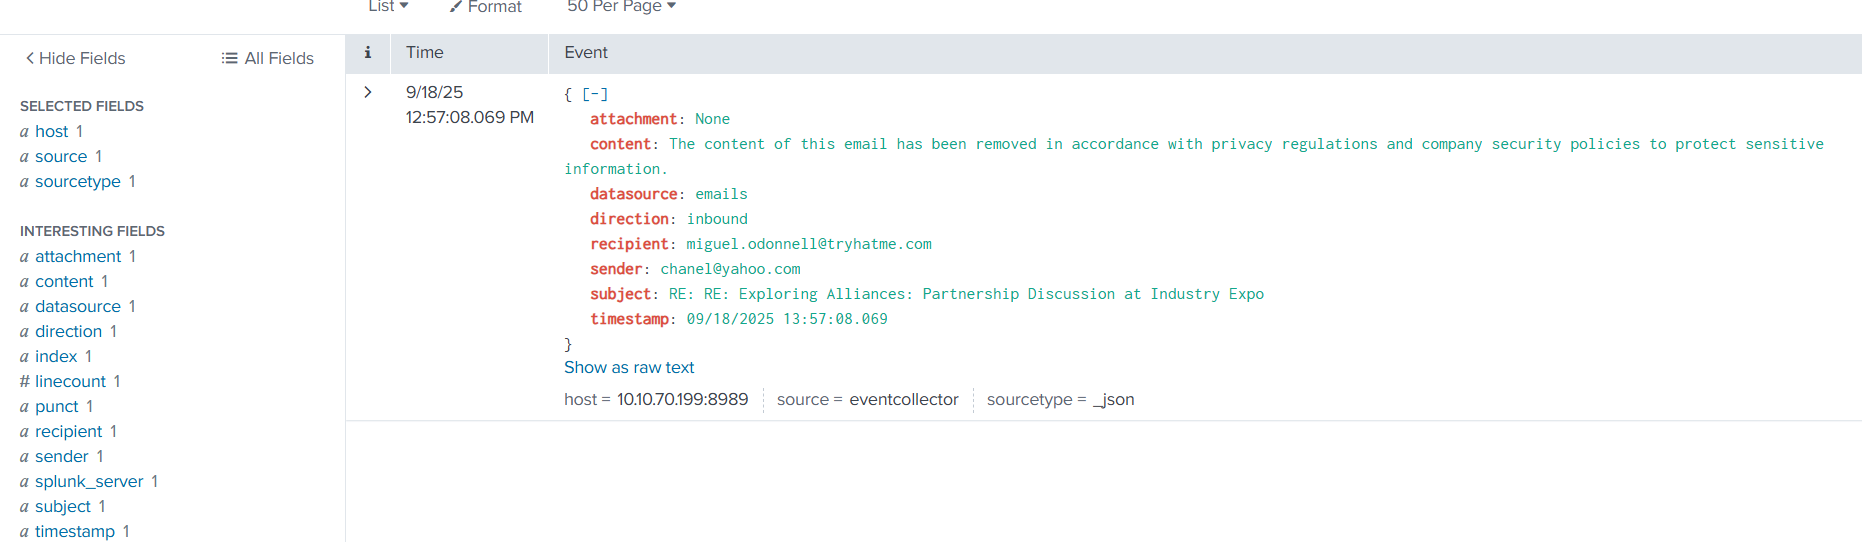 List Format 50 Per Page
Hide Fields All Fields
i Time Event
SELECTED FIELDS
a host 1
a source 1
a sourcetype 1
INTERESTING FIELDS
a attachment 1
a content 1
a datasource 1
a direction 1
a index 1
# linecount 1
a punct 1
a recipient 1
a sender 1
a splunk_server 1
a subject 1
a timestamp 1
9/18/25
12:57:08.069 PM
{ [-]
attachment: None
content: The content of this email has been removed in accordance with privacy regulations and company security policies to protect sensitive
information.
datasource: emails
direction: inbound
recipient: miguel.odonnell@tryhatme.com
sender: chanel@yahoo.com
subject: RE: RE: Exploring Alliances: Partnership Discussion at Industry Expo
timestamp: 09/18/2025 13:57:08.069
}
Show as raw text
host = 10.10.70.199:8989 source = eventcollector sourcetype = _json